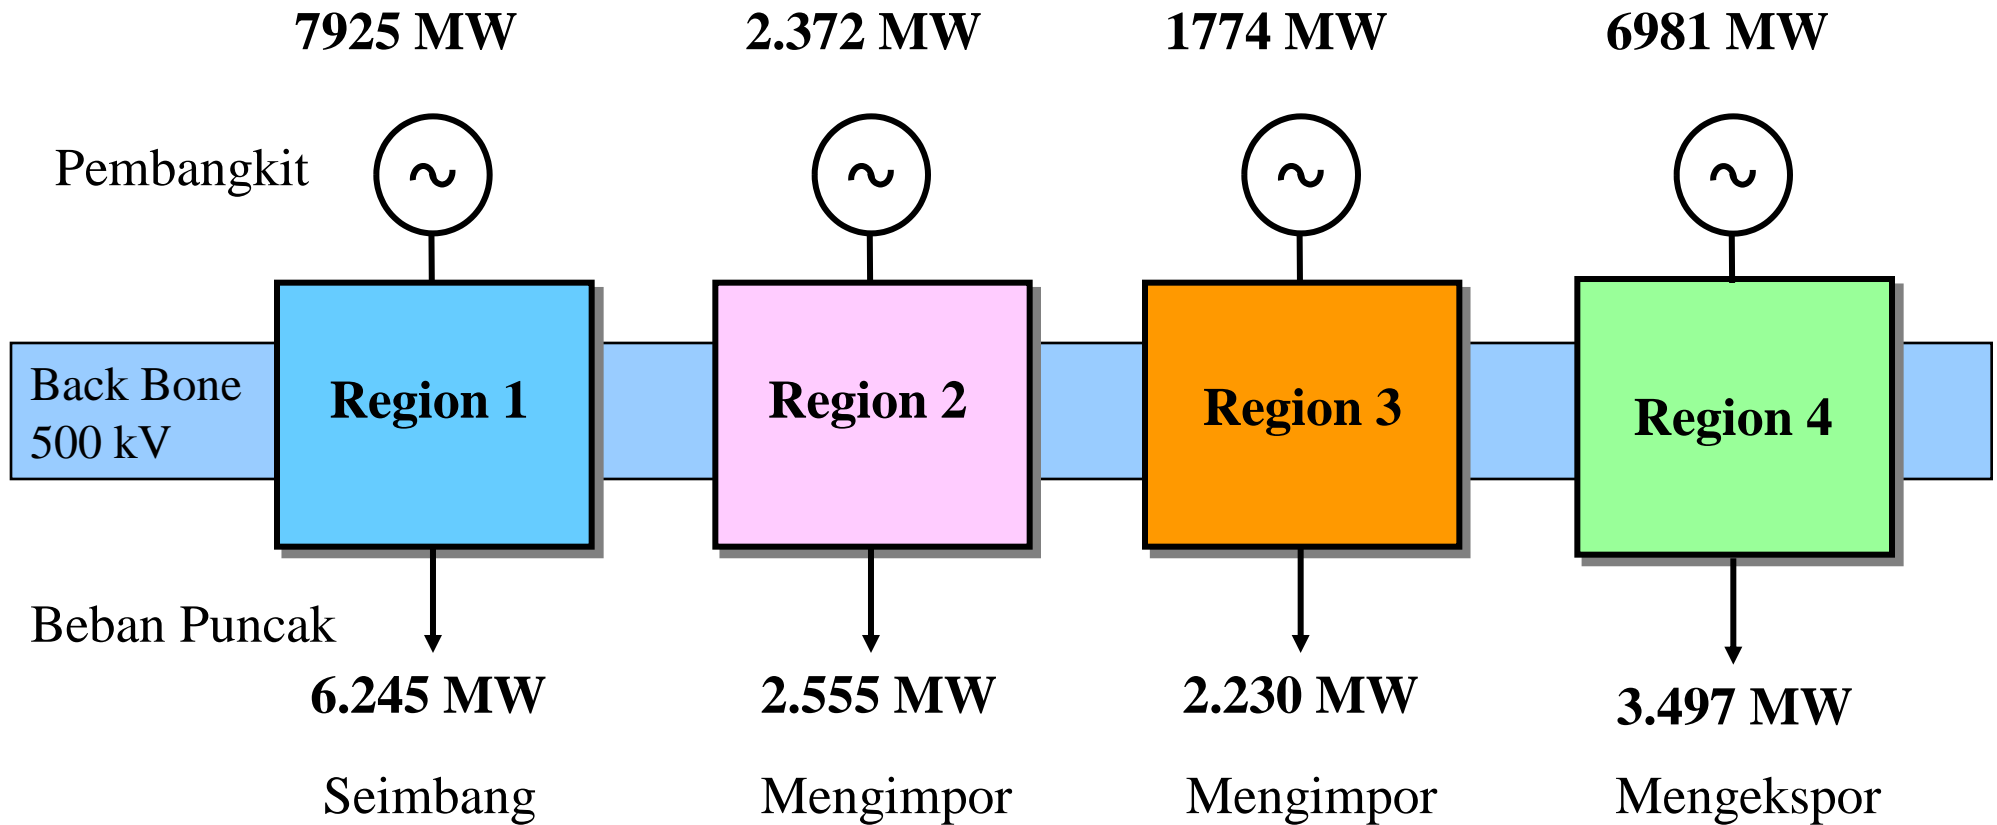 7925 MW
2.372 MW
1774 MW
6981 MW
Pembangkit
~
~
~
~
Back Bone
500 kV
Region 1
Region 2
Region 3
Region 4
Beban Puncak
6.245 MW
2.555 MW
2.230 MW
3.497 MW
Seimbang
Mengimpor
Mengimpor
Mengekspor